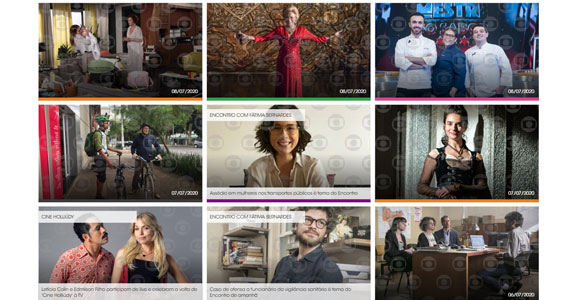 MESTRE
08/07/2020
08/07/2020
08/07/2020
ENCONTRO COM FÁTIMA BERNARDES
07/07/2020
Assédio em mulheres nos transportes públicos é tema do Encontro
07/07/2020
CINE HOLLIÚDY
ENCONTRO COM FÁTIMA BERNARDES
Letícia Colin e Edmilson Filho participam de live e celebram a volta de
'Cine Holliúdy' à TV
Caso de ofensa a funcionário da vigilância sanitária é tema do
Encontro de amanhã
06/07/2020